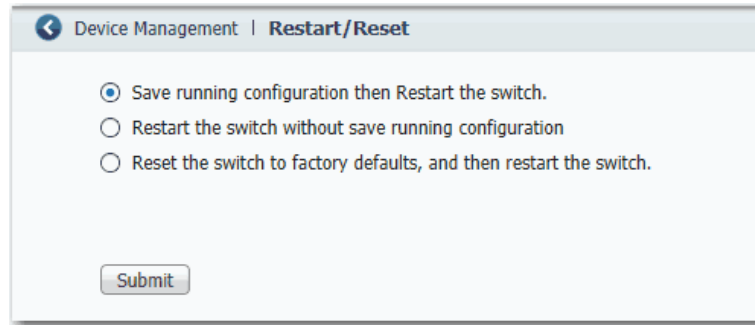 Device Management | Restart/Reset
Save running configuration then Restart the switch.
Restart the switch without save running configuration
Reset the switch to factory defaults, and then restart the switch.
Submit